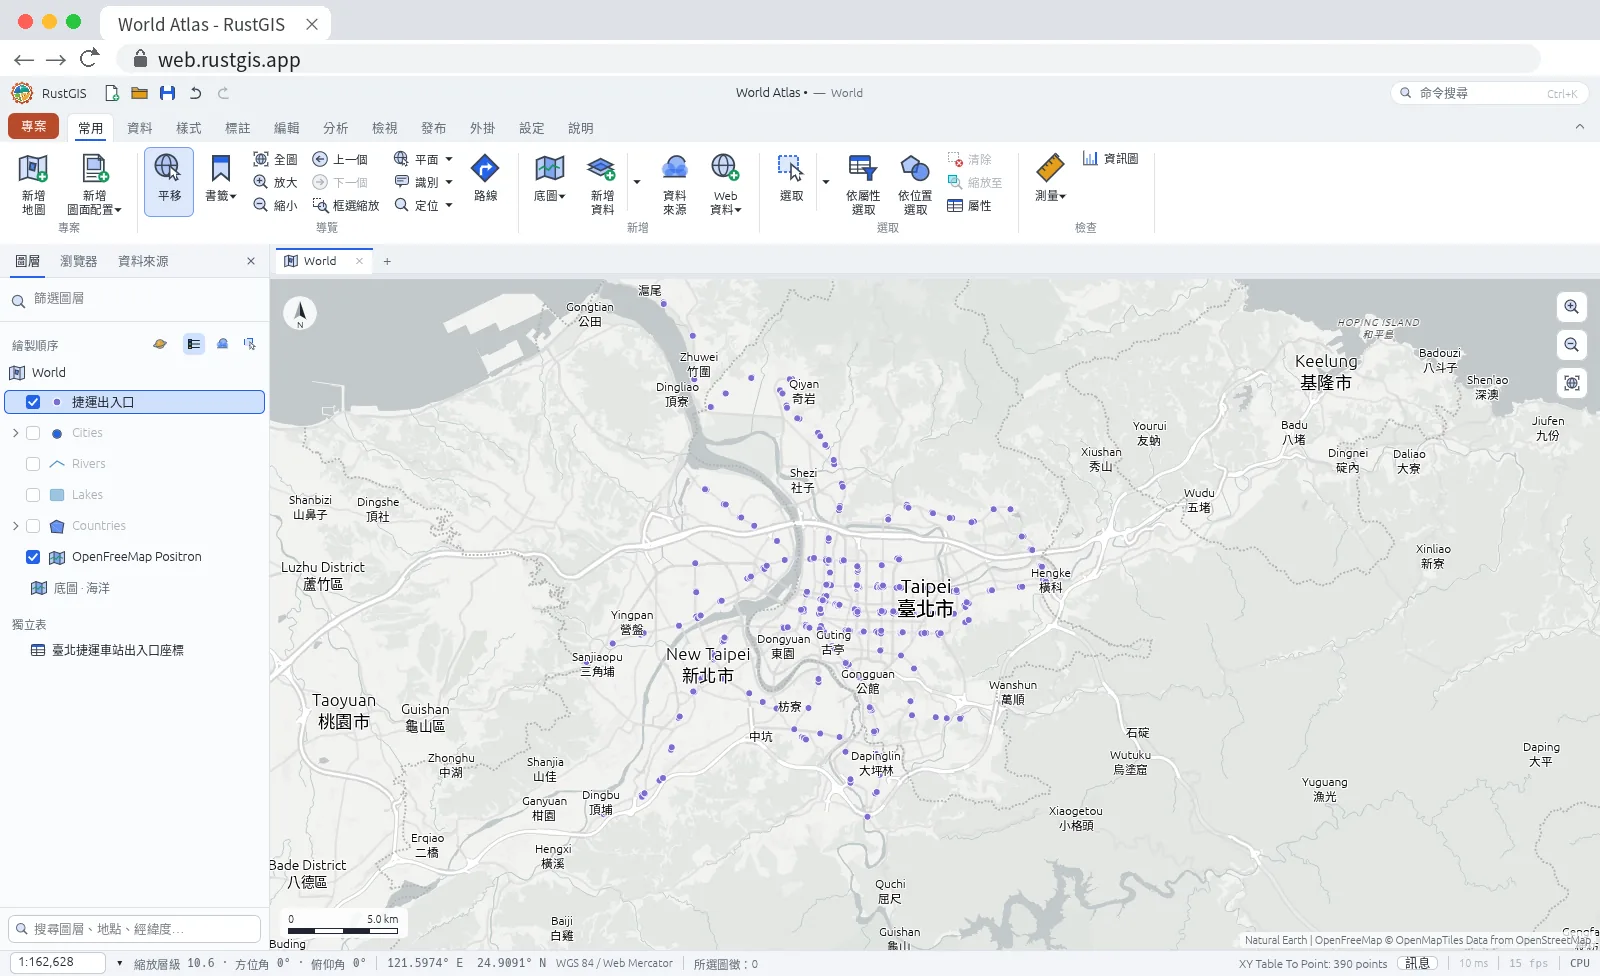 World Atlas - RustGIS
web.rustgis.app
RustGIS
World Atlas • — World
命令搜尋 Ctrl+K
專案 常用 資料 樣式 標註 編輯 分析 檢視 發布 外掛 設定 說明
新增地圖
新增圖面配置
專案
平移
書籤
全圖
放大
縮小
上一個
下一個
框選縮放
平面
識別
定位
路線
導覽
底圖
新增資料
資料來源
Web資料
新增
選取
依屬性選取
依位置選取
清除
縮放至
屬性
選取
測量
資訊圖
檢查
圖層 瀏覽器 資料來源
World
篩選圖層
繪製順序
World
捷運出入口
Cities
Rivers
Lakes
Countries
OpenFreeMap Positron
底圖 · 海洋
獨立表
臺北捷運車站出入口座標
搜尋圖層、地點、經緯度…
N
滬尾
Gongtian
公田
Zhuwei
竹圍
Dingliao
頂寮
Qiyan
奇岩
Shezi
社子
HOPING ISLAND
和平島
Keelung
基隆市
Badouzi
八斗子
Shen'ao
深澳
Jiufen
九份
Badu
八堵
Yourui
友蚋
Xiushan
秀山
Dingnei
碇內
Daliao
大寮
Wudu
五堵
Xinliao
新寮
Shanbizi
山鼻子
Dingshe
頂社
Luzhu District
蘆竹區
Hengke
橫科
Taipei
臺北市
Yingpan
營盤
Dongyuan
東園
Guting
古亭
Sanjiaopu
三角埔
New Taipei
新北市
Gongguan
公館
Wanshun
萬順
Taoyuan
桃園市
Guishan
龜山區
枋寮
中坑
石碇
Wutuku
烏塗窟
Daping
大平
Zhonghu
中湖
Shanjia
山佳
Dapinglin
大坪林
Yuguang
漁光
Ganyuan
柑園
Dingbu
頂埔
Xiaogetou
小格頭
Erqiao
二橋
Hengxi
橫溪
Bade District
八德區
Quchi
屈尺
Baiji
白雞
Guishan
龜山
Buding
0 5.0 km
Natural Earth | OpenFreeMap © OpenMapTiles Data from OpenStreetMap
1:162,628 縮放層級 10.6 · 方位角 0° · 俯仰角 0° 121.5974° E 24.9091° N WGS 84 / Web Mercator 所選圖徵：0
XY Table To Point: 390 points 訊息 10 ms 15 fps CPU